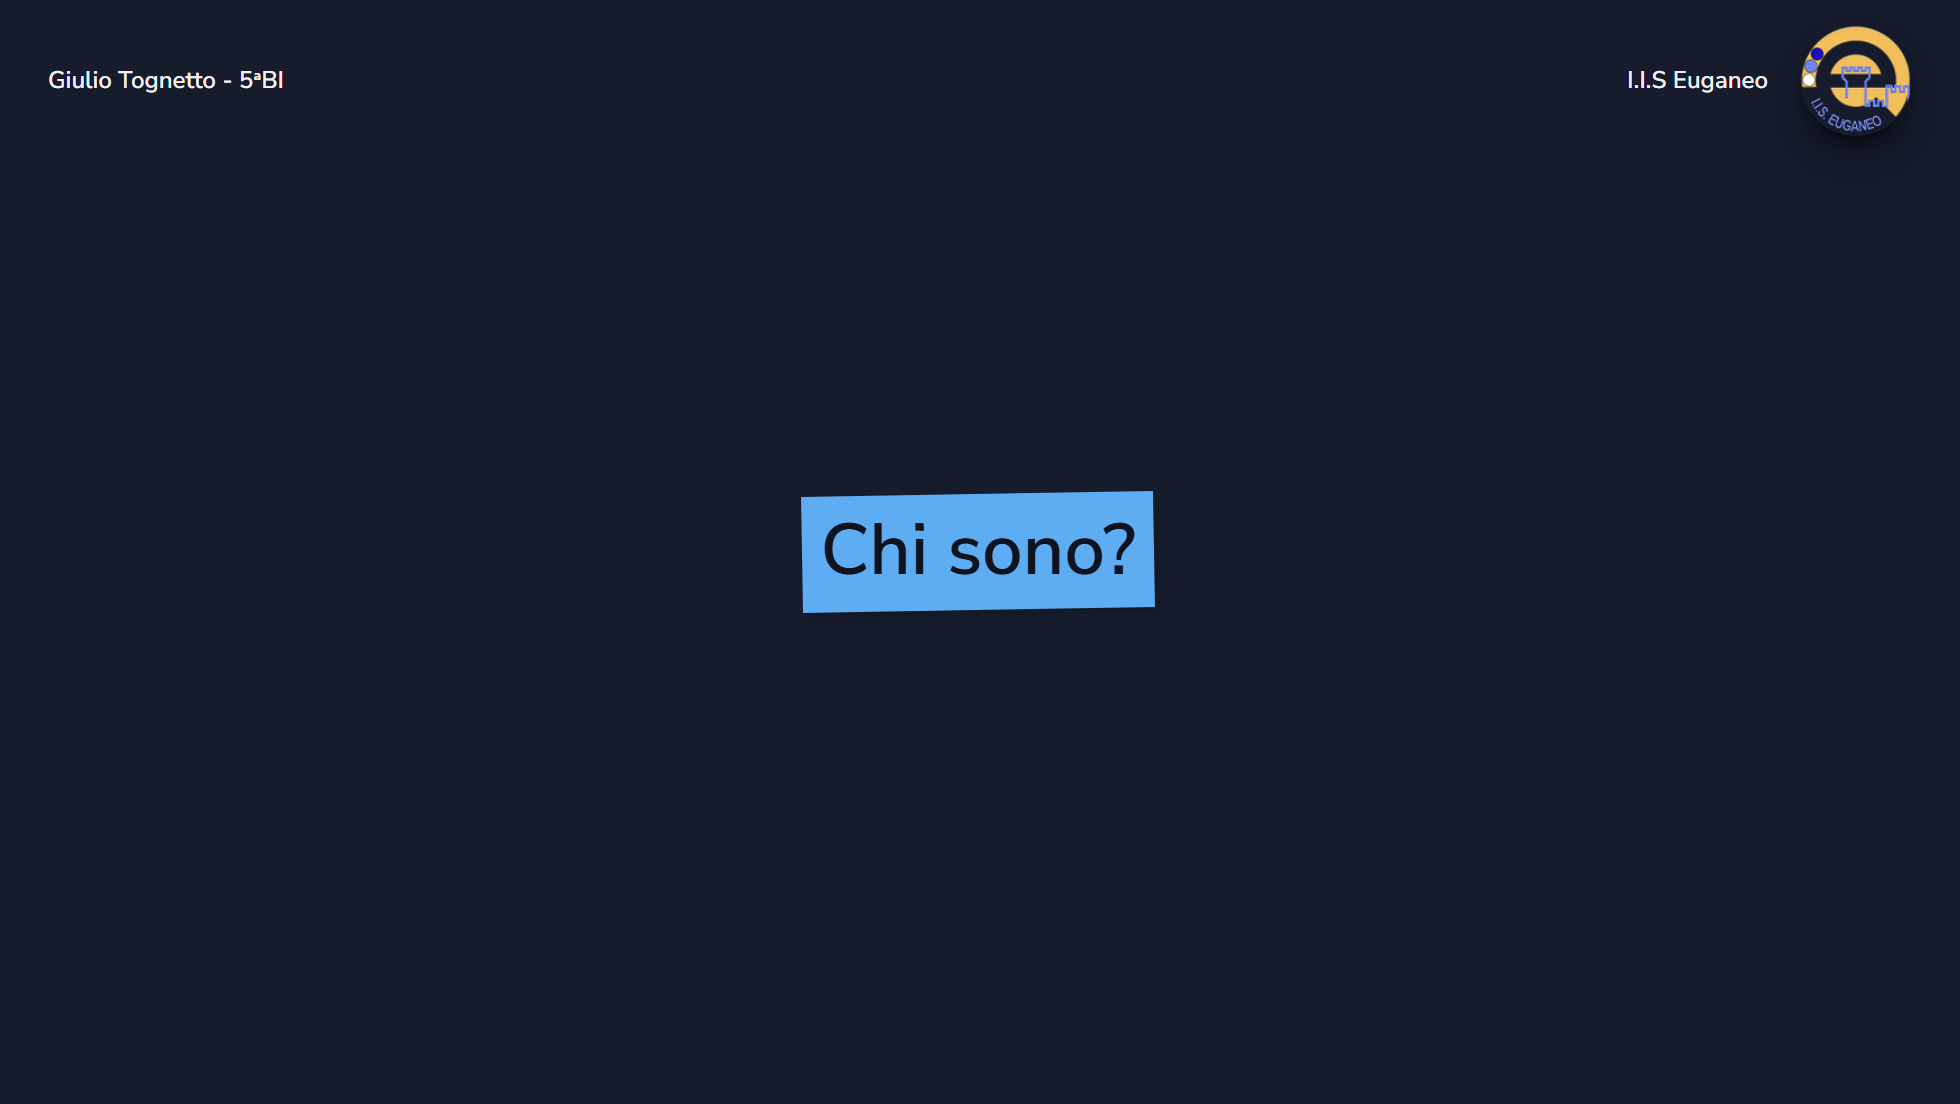 Giulio Tognetto - 5ªBI
I.I.S Euganeo
I.I.S. EUGANEO
Chi sono?